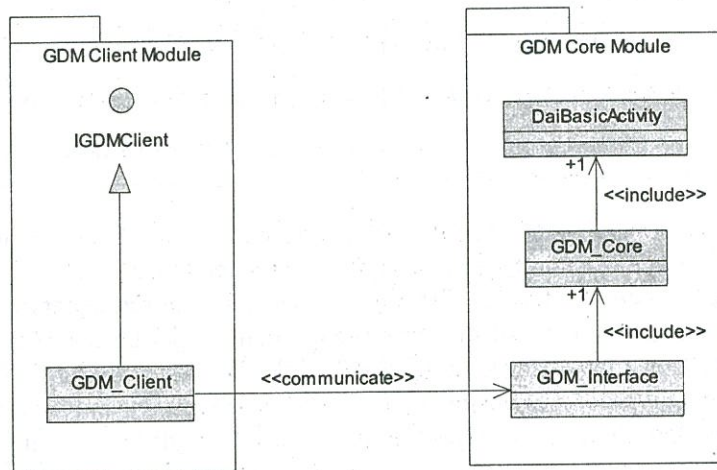 GDM Client Module
IGDMClient
GDM_Client
<<communicate>>
GDM Core Module
DaiBasicActivity
+1
<<include>>
GDM_Core
+1
<<include>>
GDM_Interface